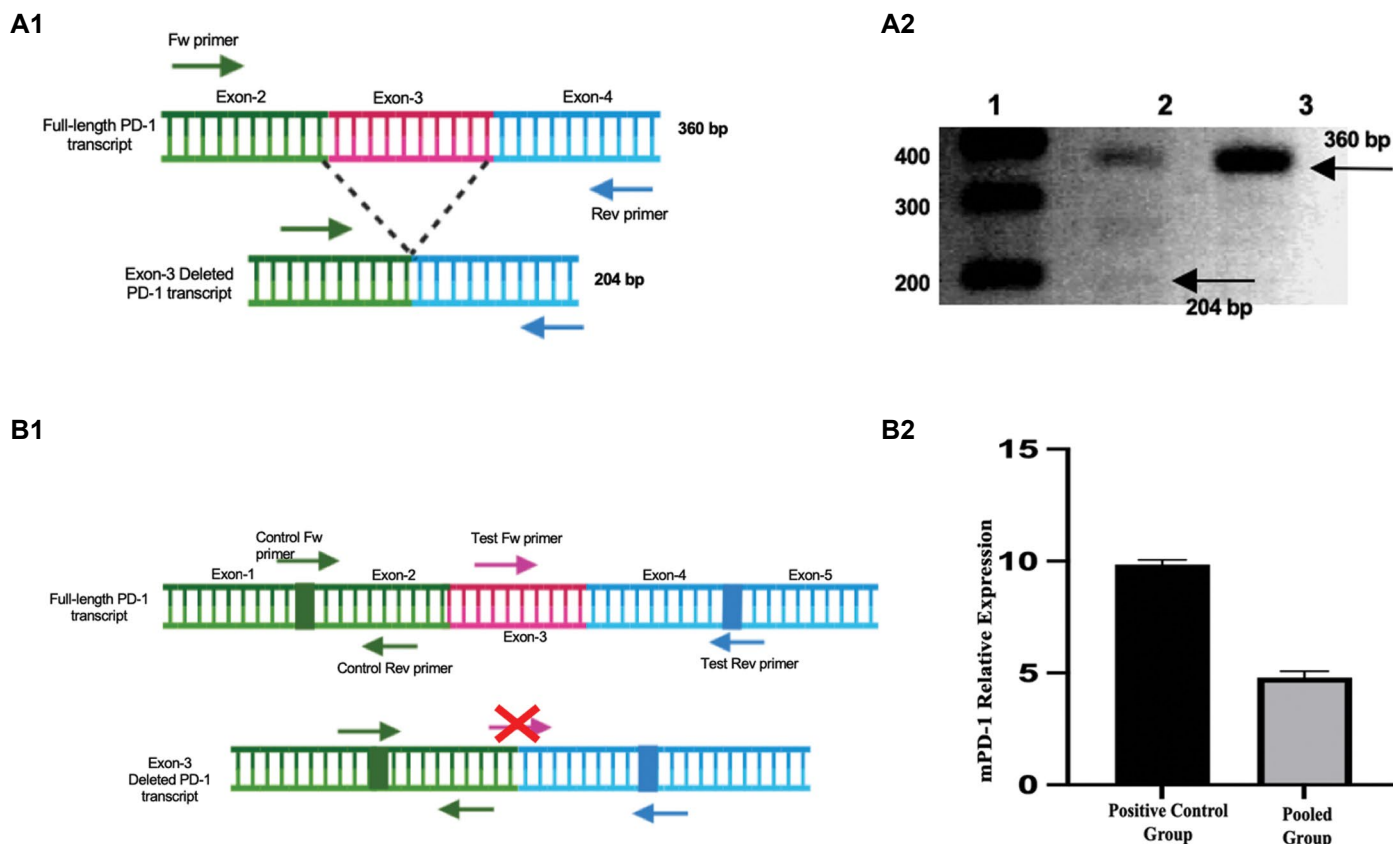 A1
Fw primer
Exon-2
Exon-3
Exon-4
Full-length PD-1
transcript
360 bp
Rev primer
Exon-3 Deleted
PD-1 transcript
204 bp
A2
1
2
3
360 bp
400
300
200
204 bp
B1
Control Fw
primer
Test Fw primer
Exon-1
Exon-2
Exon-4
Exon-5
Full-length PD-1
transcript
Exon-3
Control Rev primer
Test Rev primer
Exon-3
Deleted PD-1
transcript
B2
mPD-1 Relative Expression
15
10
5
0
Positive Control
Group
Pooled
Group